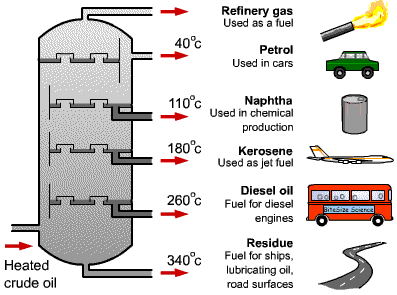 Refinery gas
Used as a fuel
40°c
Petrol
Used in cars
110°c
Naphtha
Used in chemical
production
180°c
Kerosene
Used as jet fuel
260°c
Diesel oil
Fuel for diesel
engines
BiteSize Science
340°c
Residue
Fuel for ships,
lubricating oil,
road surfaces
Heated
crude oil